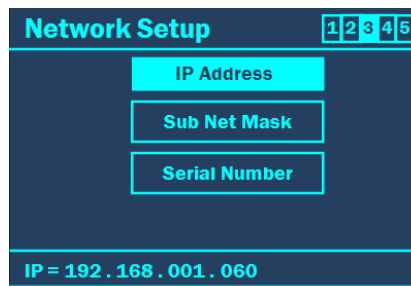 Network Setup 1 2 3 4 5
IP Address
Sub Net Mask
Serial Number
IP = 192 . 168 . 001 . 060